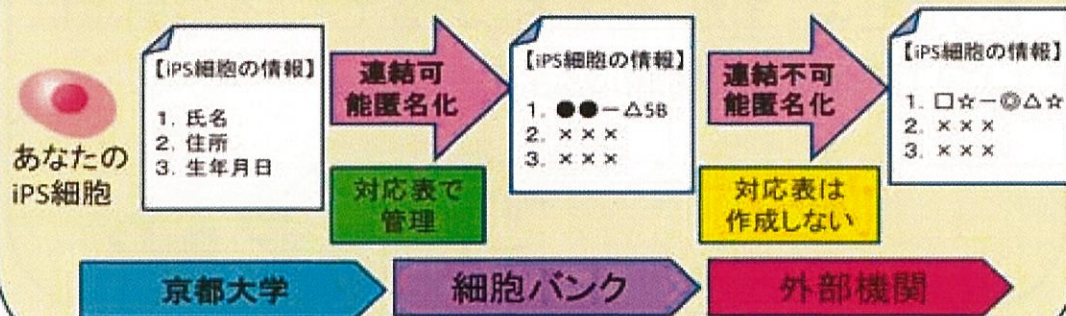 あなたの
iPS細胞
【iPS細胞の情報】
1. 氏名
2. 住所
3. 生年月日
連結可
能匿名化
対応表で
管理
【iPS細胞の情報】
1. ●●－△58
2. ×××
3. ×××
連結不可
能匿名化
対応表は
作成しない
【iPS細胞の情報】
1. □☆－◎△☆
2. ×××
3. ×××
京都大学
細胞バンク
外部機関